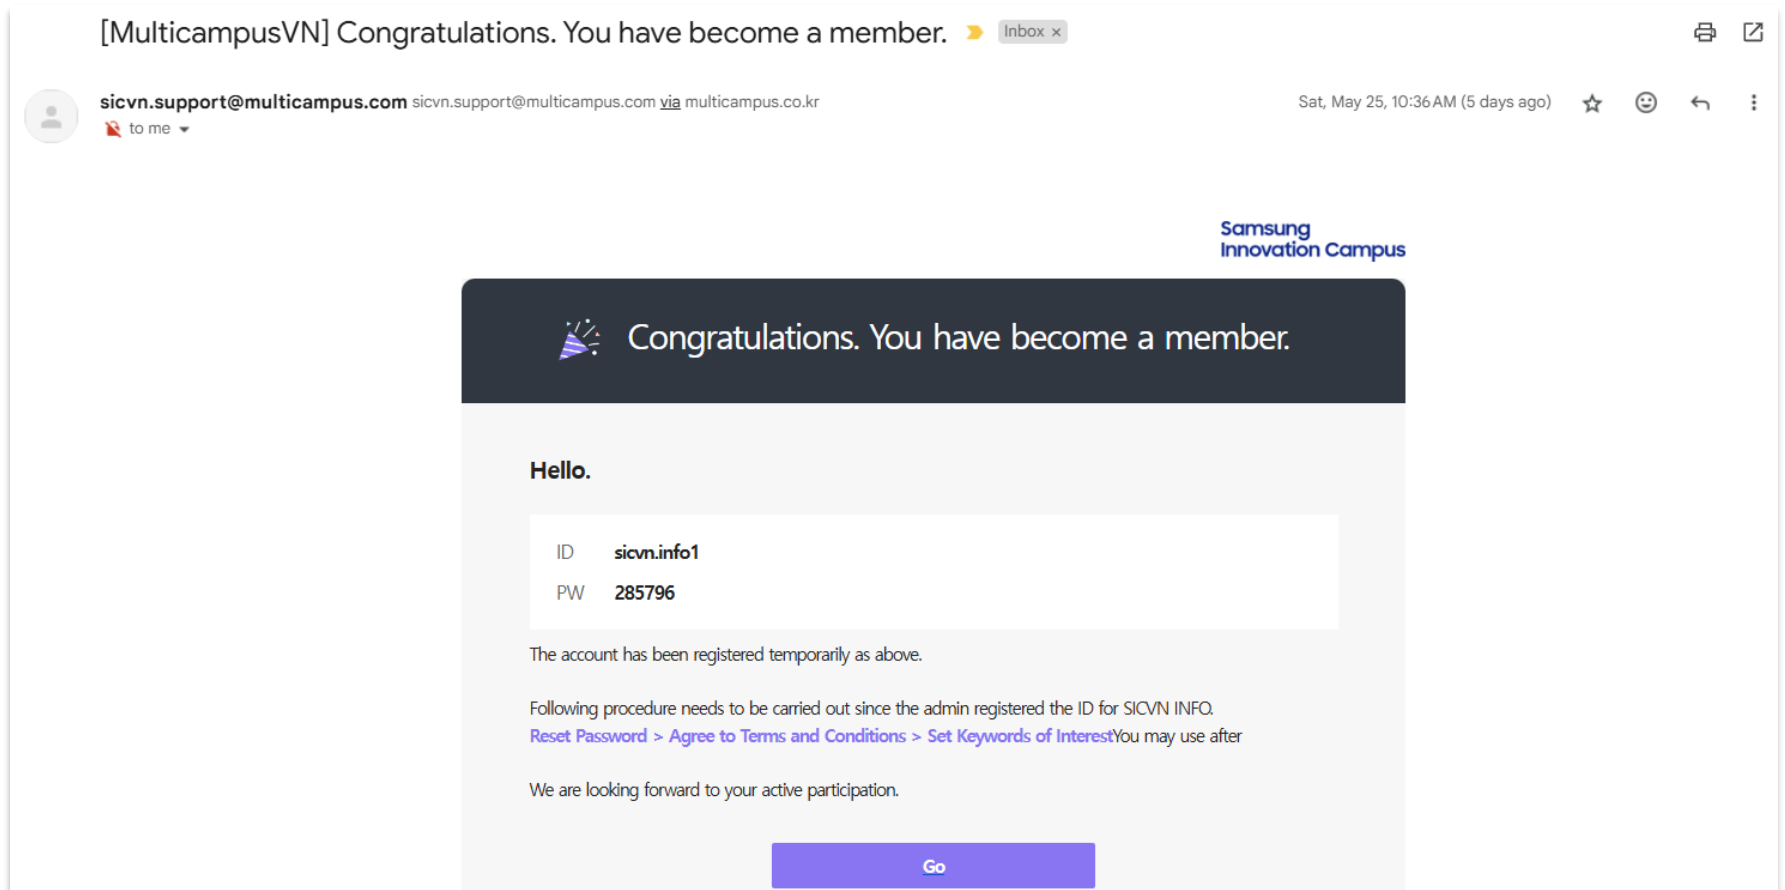 [MulticampusVN] Congratulations. You have become a member. Inbox ×
sicvn.support@multicampus.com sicvn.support@multicampus.com via multicampus.co.kr Sat, May 25, 10:36 AM (5 days ago)
to me
Samsung
Innovation Campus
Congratulations. You have become a member.
Hello.
ID sicvn.info1
PW 285796
The account has been registered temporarily as above.
Following procedure needs to be carried out since the admin registered the ID for SICVN INFO.
Reset Password > Agree to Terms and Conditions > Set Keywords of InterestYou may use after
We are looking forward to your active participation.
Go